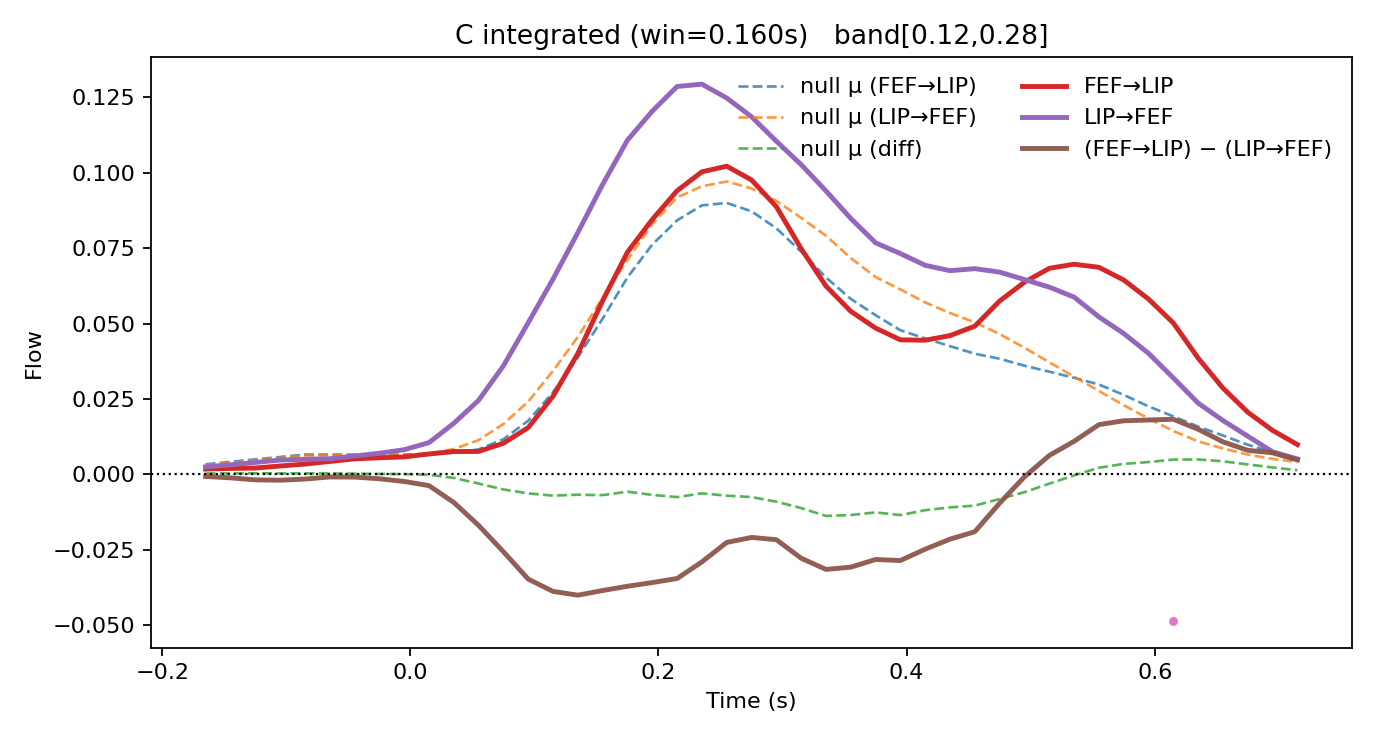 C integrated (win=0.160s)   band[0.12,0.28]
null μ (FEF→LIP)
null μ (LIP→FEF)
null μ (diff)
FEF→LIP
LIP→FEF
(FEF→LIP) − (LIP→FEF)
Flow
0.125
0.100
0.075
0.050
0.025
0.000
−0.025
−0.050
−0.2
0.0
0.2
0.4
0.6
Time (s)